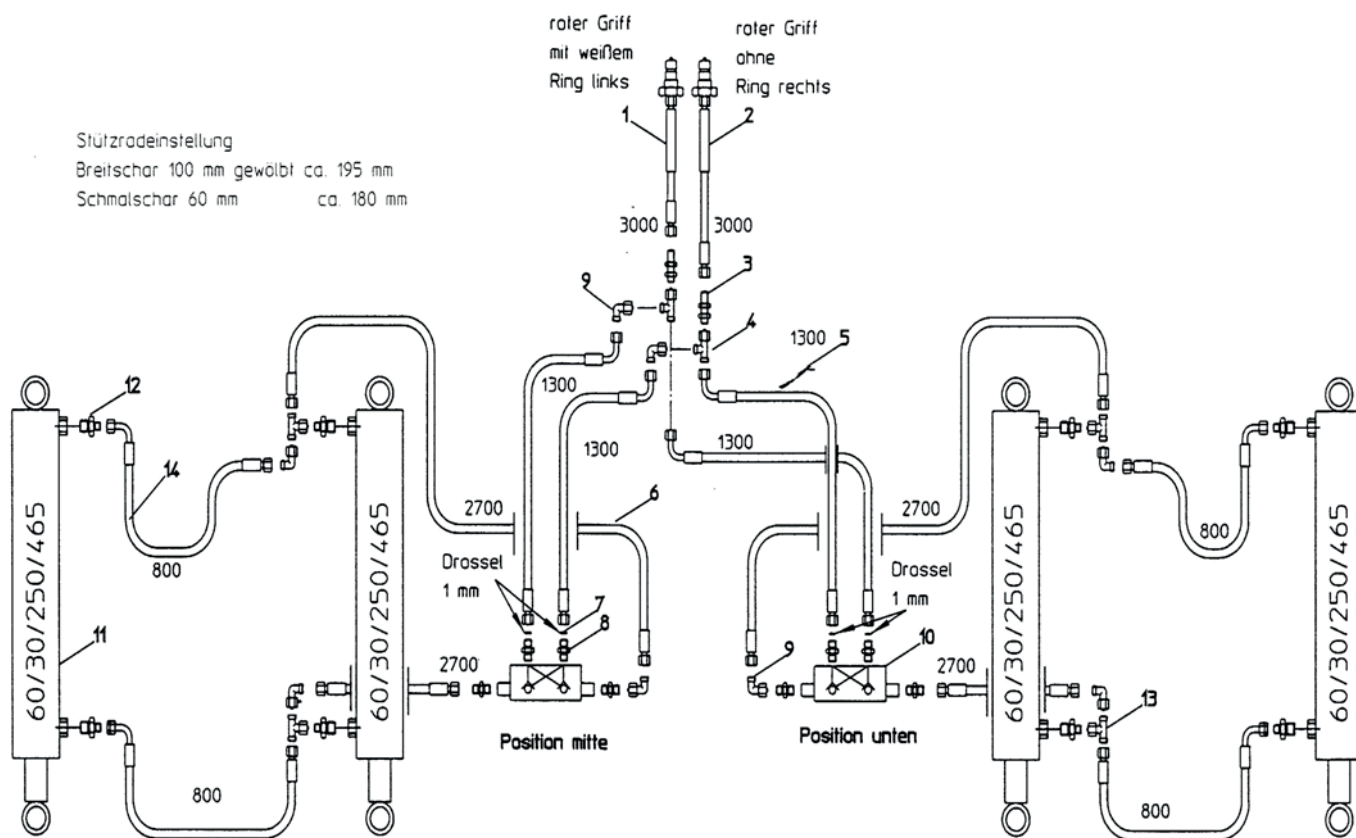 roter Griff
mit weißem
Ring links
roter Griff
ohne
Ring rechts
1
2
Stützradeinstellung
Breitschar 100 mm gewölbt ca. 195 mm
Schmalschar 60 mm ca. 180 mm
3000
3000
9
3
4
1300
5
12
1300
14
1300
1300
2700
6
2700
800
800
Drossel
1 mm
7
8
Drossel
1 mm
10
11
60/30/250/465
60/30/250/465
60/30/250/465
60/30/250/465
2700
9
2700
13
Position mitte
Position unten
800
800